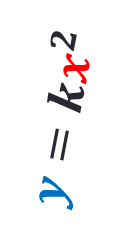 y = kx²